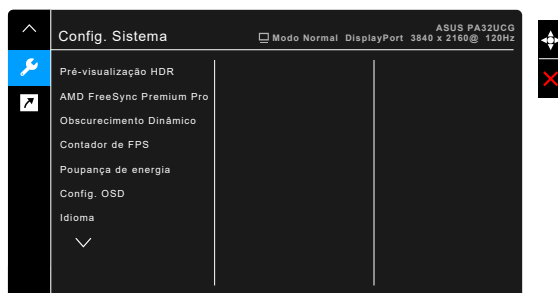 ASUS PA32UCG
Config. Sistema
Modo Normal DisplayPort 3840 x 2160@ 120Hz
Pré-visualização HDR
AMD FreeSync Premium Pro
Obscurecimento Dinâmico
Contador de FPS
Poupança de energia
Config. OSD
Idioma